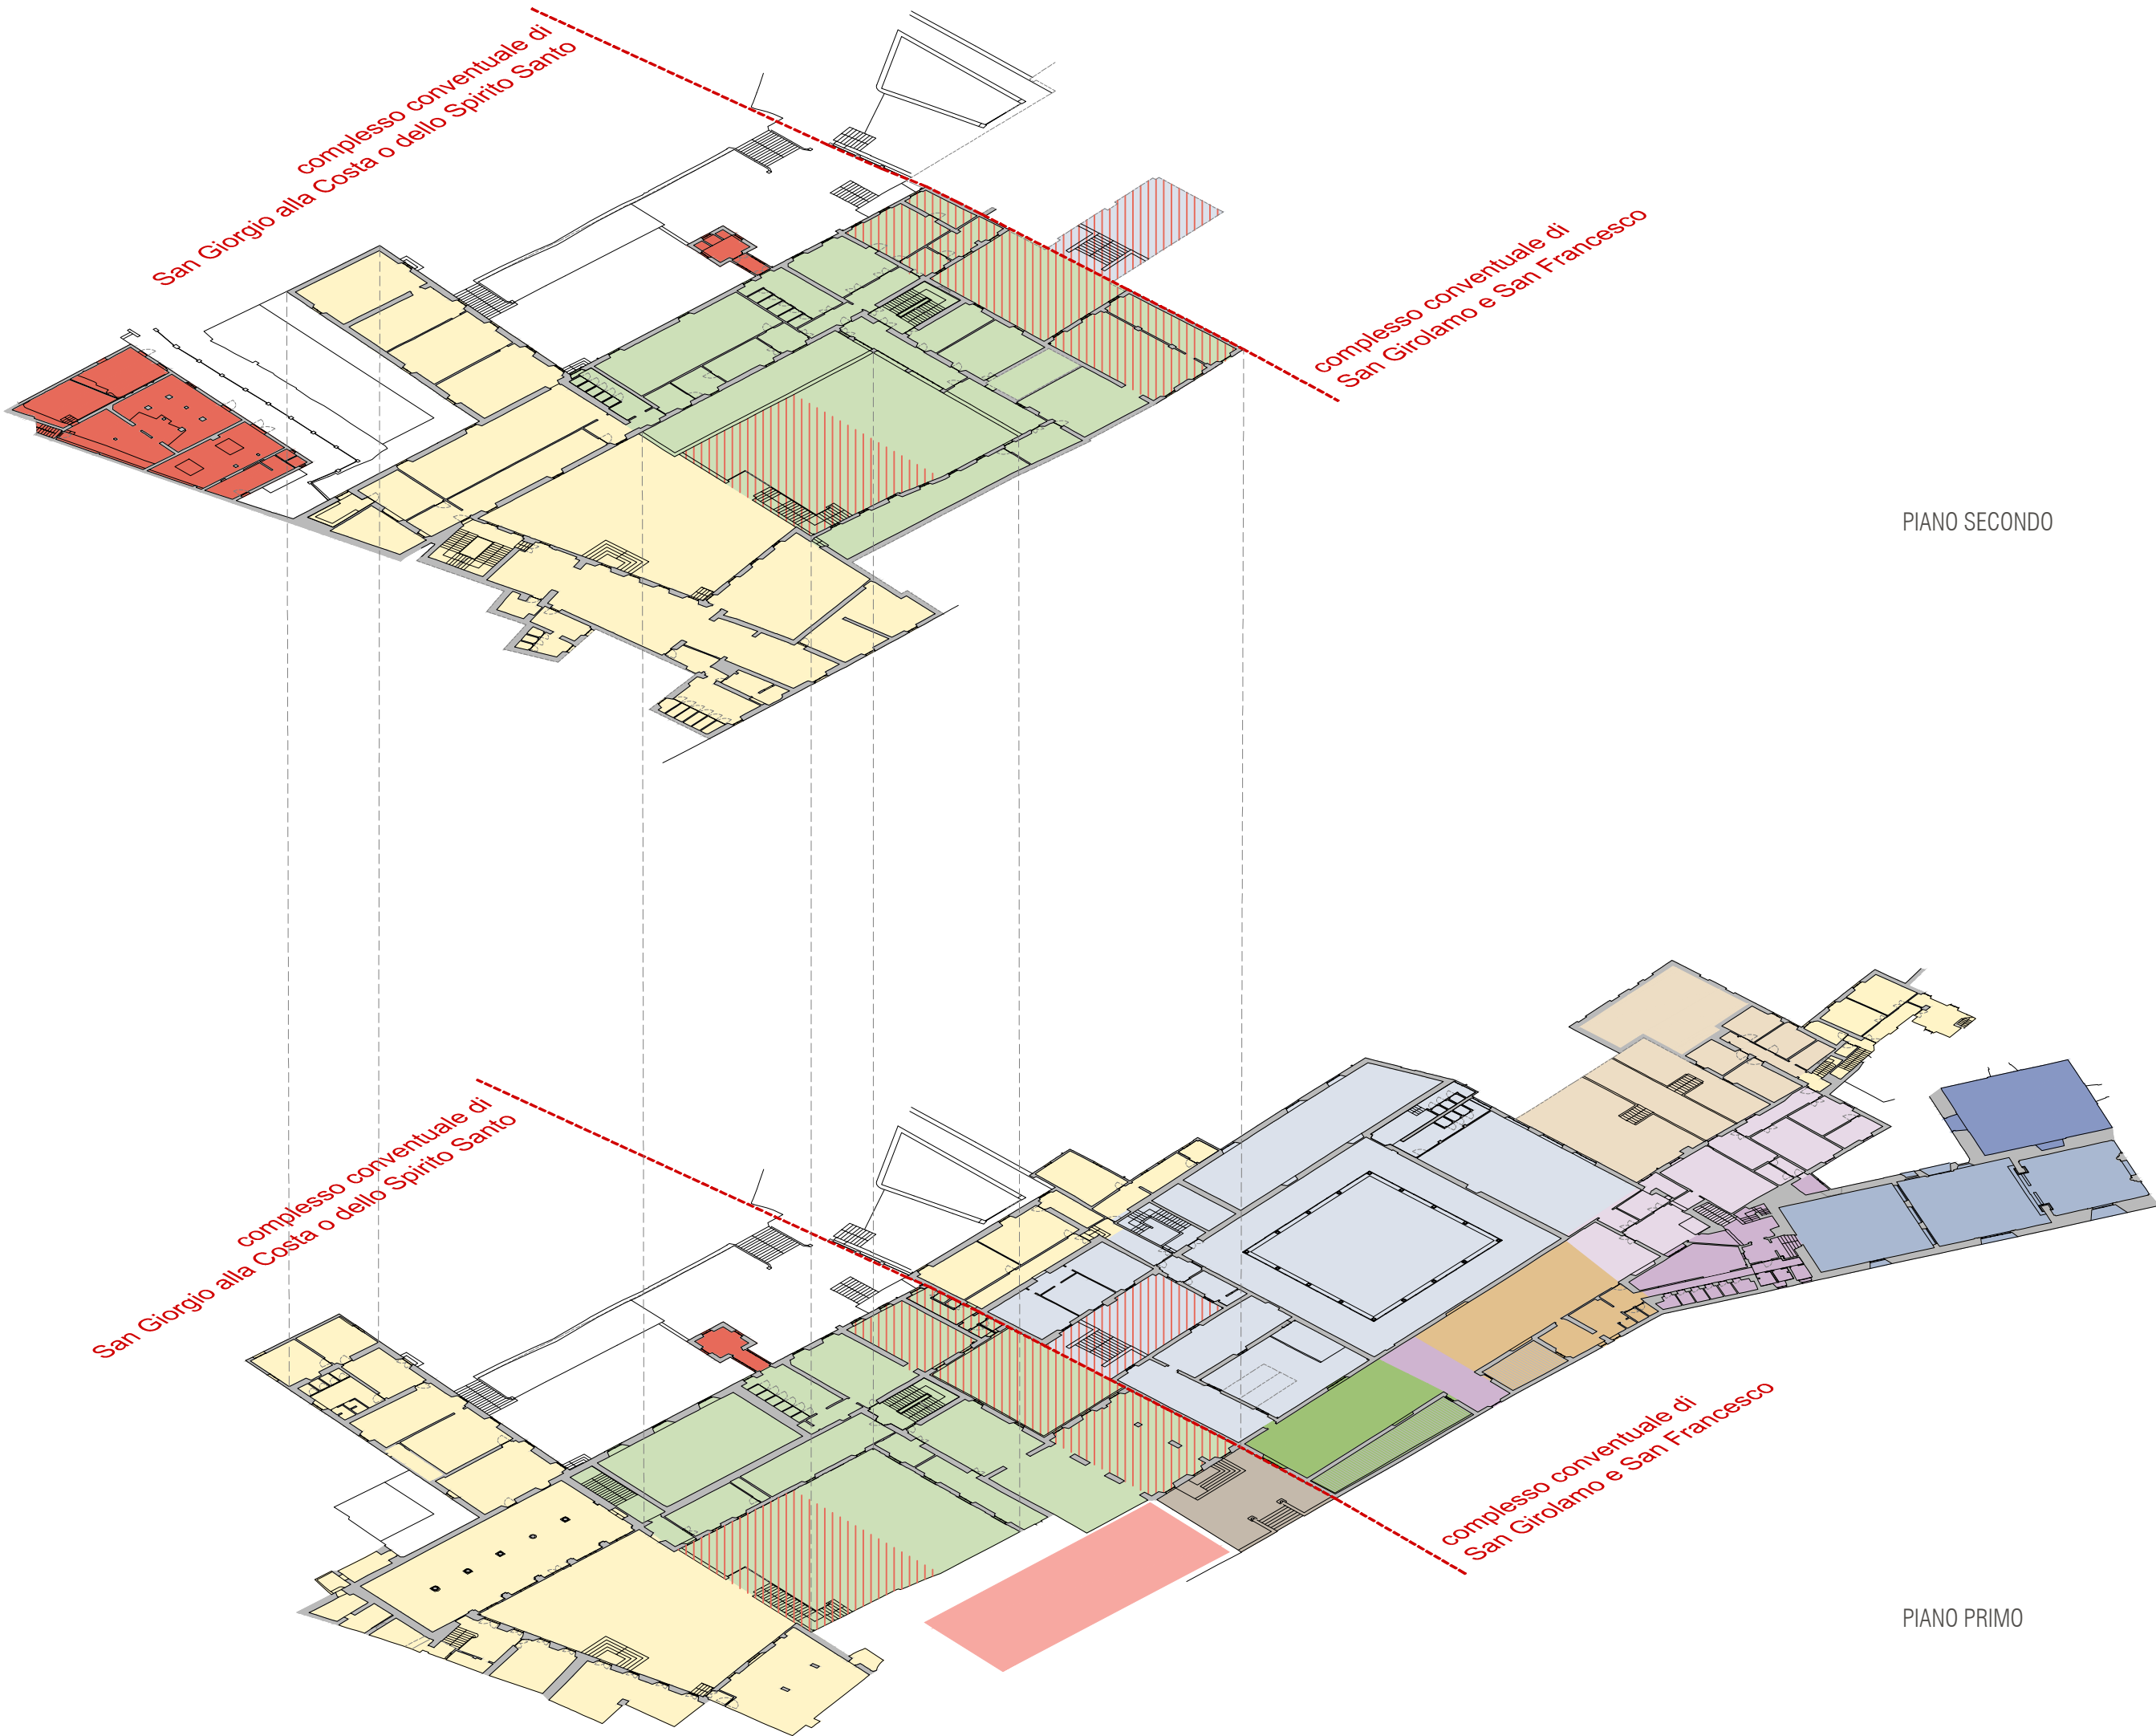 complesso conventuale di
San Giorgio alla Costa o dello Spirito Santo
complesso conventuale di
San Girolamo e San Francesco
PIANO SECONDO
complesso conventuale di
San Giorgio alla Costa o dello Spirito Santo
complesso conventuale di
San Girolamo e San Francesco
PIANO PRIMO